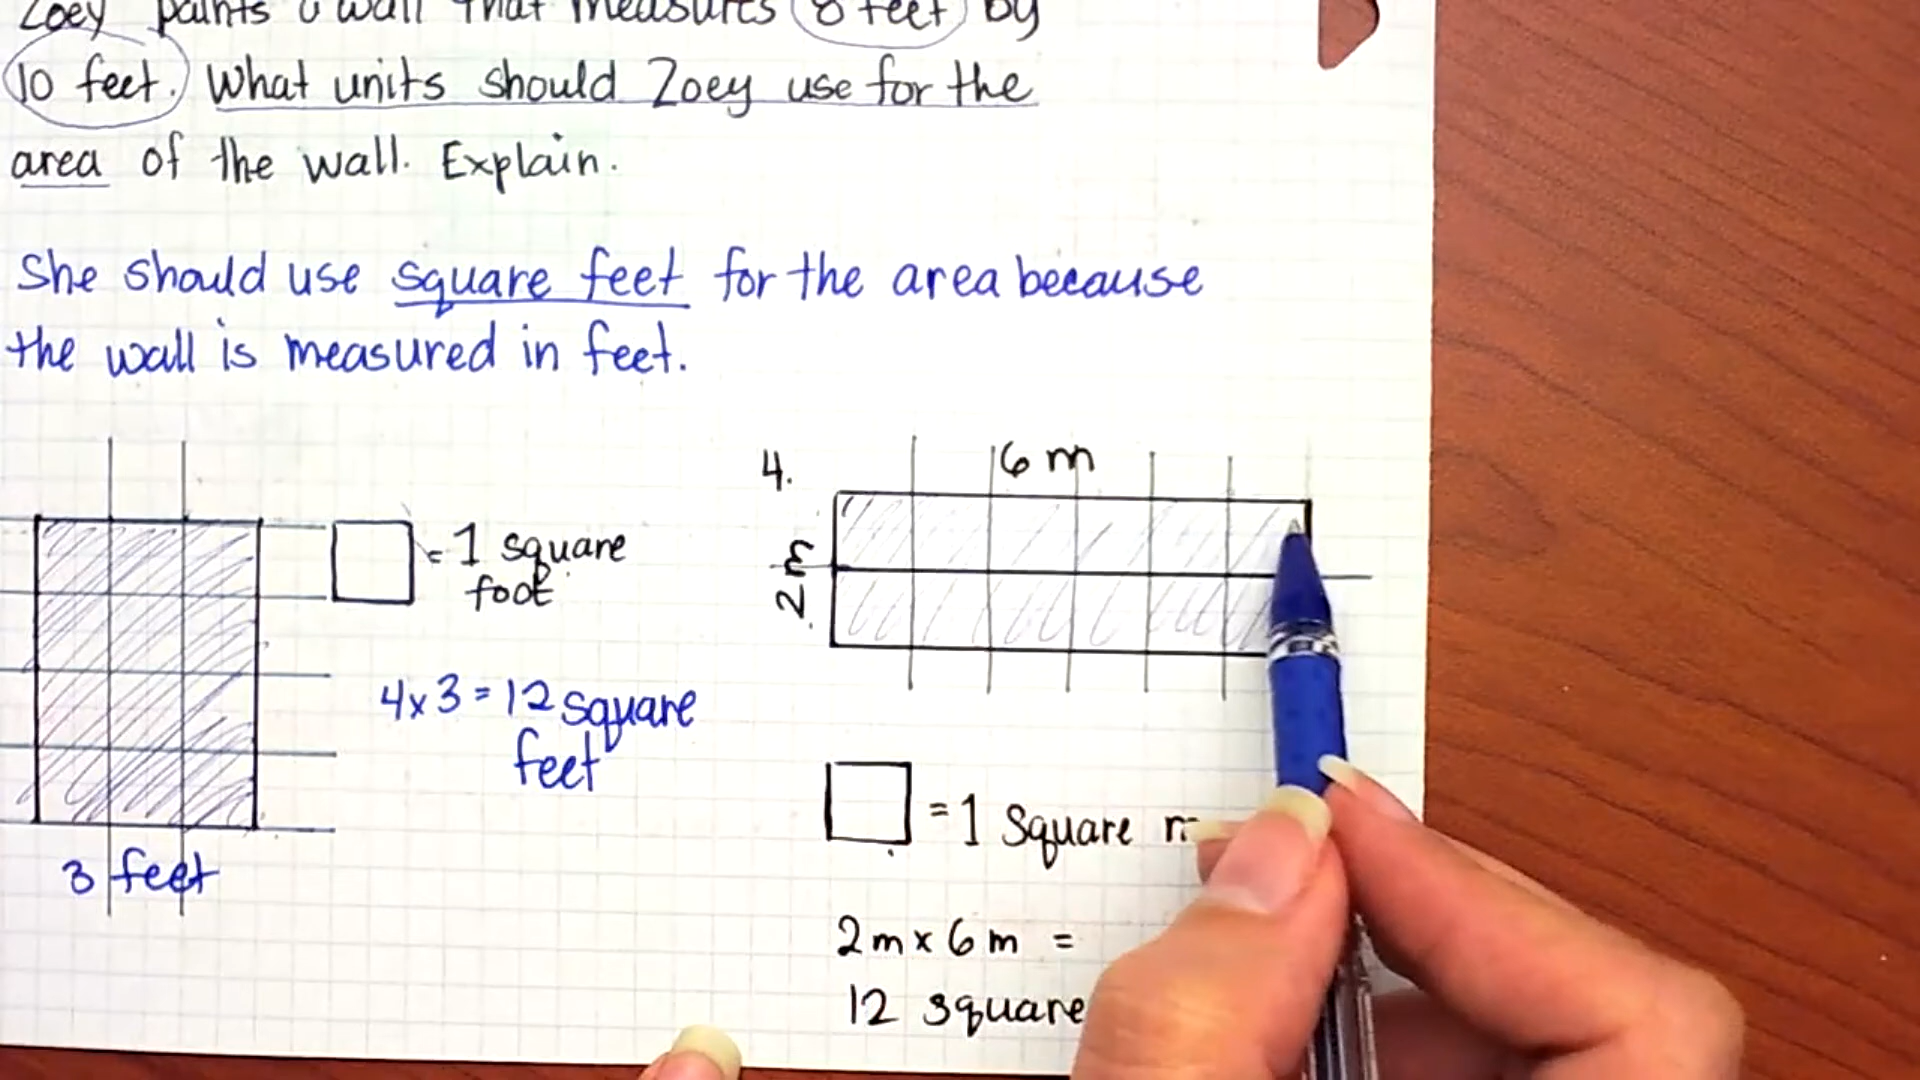 Zoey paints a wall that measures 8 feet by
10 feet. What units should Zoey use for the
area of the wall. Explain.
She should use square feet for the area because
the wall is measured in feet.
= 1 square
foot
4x3 = 12 square
feet
3 feet
4.
6 m
2 m
= 1 square m
2m x 6m =
12 square